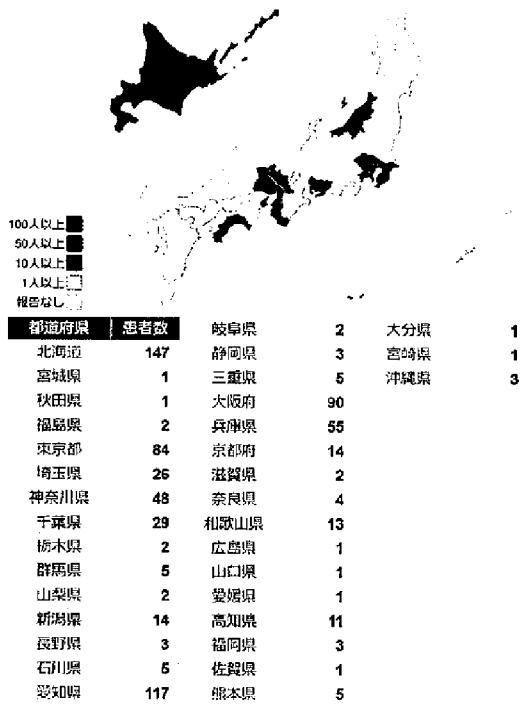 100人以上
50人以上
10人以上
1人以上
報告なし
都道府県 患者数
北海道 147
宮城県 1
秋田県 1
福島県 2
東京都 84
埼玉県 26
神奈川県 48
千葉県 29
栃木県 2
群馬県 5
山梨県 2
新潟県 14
長野県 3
石川県 5
愛知県 117
岐阜県 2
静岡県 3
三重県 5
大阪府 90
兵庫県 55
京都府 14
滋賀県 2
奈良県 4
和歌山県 13
広島県 1
山口県 1
愛媛県 1
高知県 11
福岡県 3
佐賀県 1
熊本県 5
大分県 1
宮崎県 1
沖縄県 3